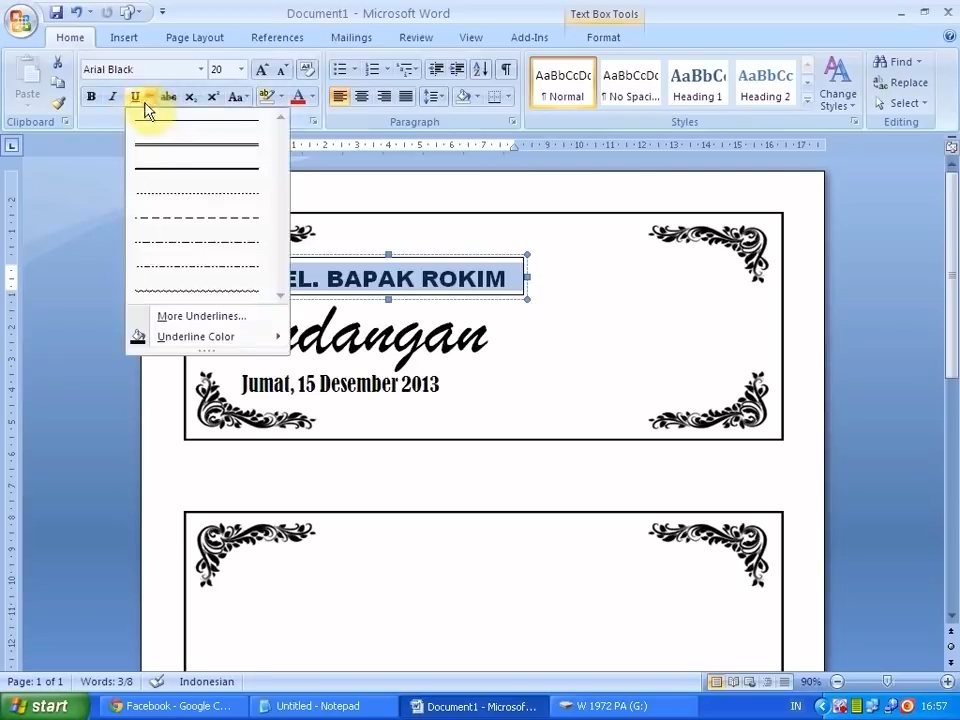 Document1 - Microsoft Word
Text Box Tools
Home
Insert
Page Layout
References
Mailings
Review
View
Add-Ins
Format
Paste
Clipboard
Arial Black
20
Paragraph
AaBbCcDc
¶ Normal
AaBbCcDc
¶ No Spaci...
AaBbCc
Heading 1
AaBbCc
Heading 2
Styles
Change
Styles
Find
Replace
Select
Editing
More Underlines...
Underline Color
EL. BAPAK ROKIM
ndangan
Jumat, 15 Desember 2013
Page: 1 of 1
Words: 3/8
Indonesian
90%
start
Facebook - Google C...
Untitled - Notepad
Document1 - Microsof...
W 1972 PA (G:)
IN
16:57